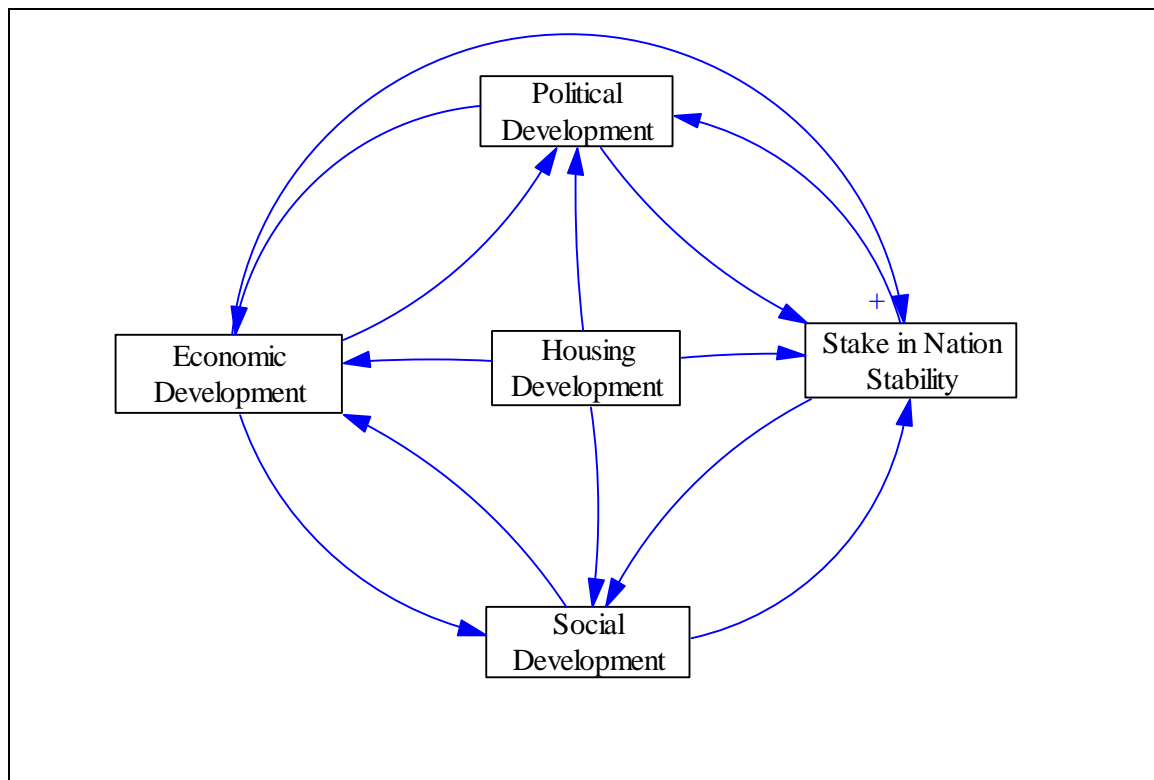 Political
Development
+
Economic
Development
Housing
Development
Stake in Nation
Stability
Social
Development